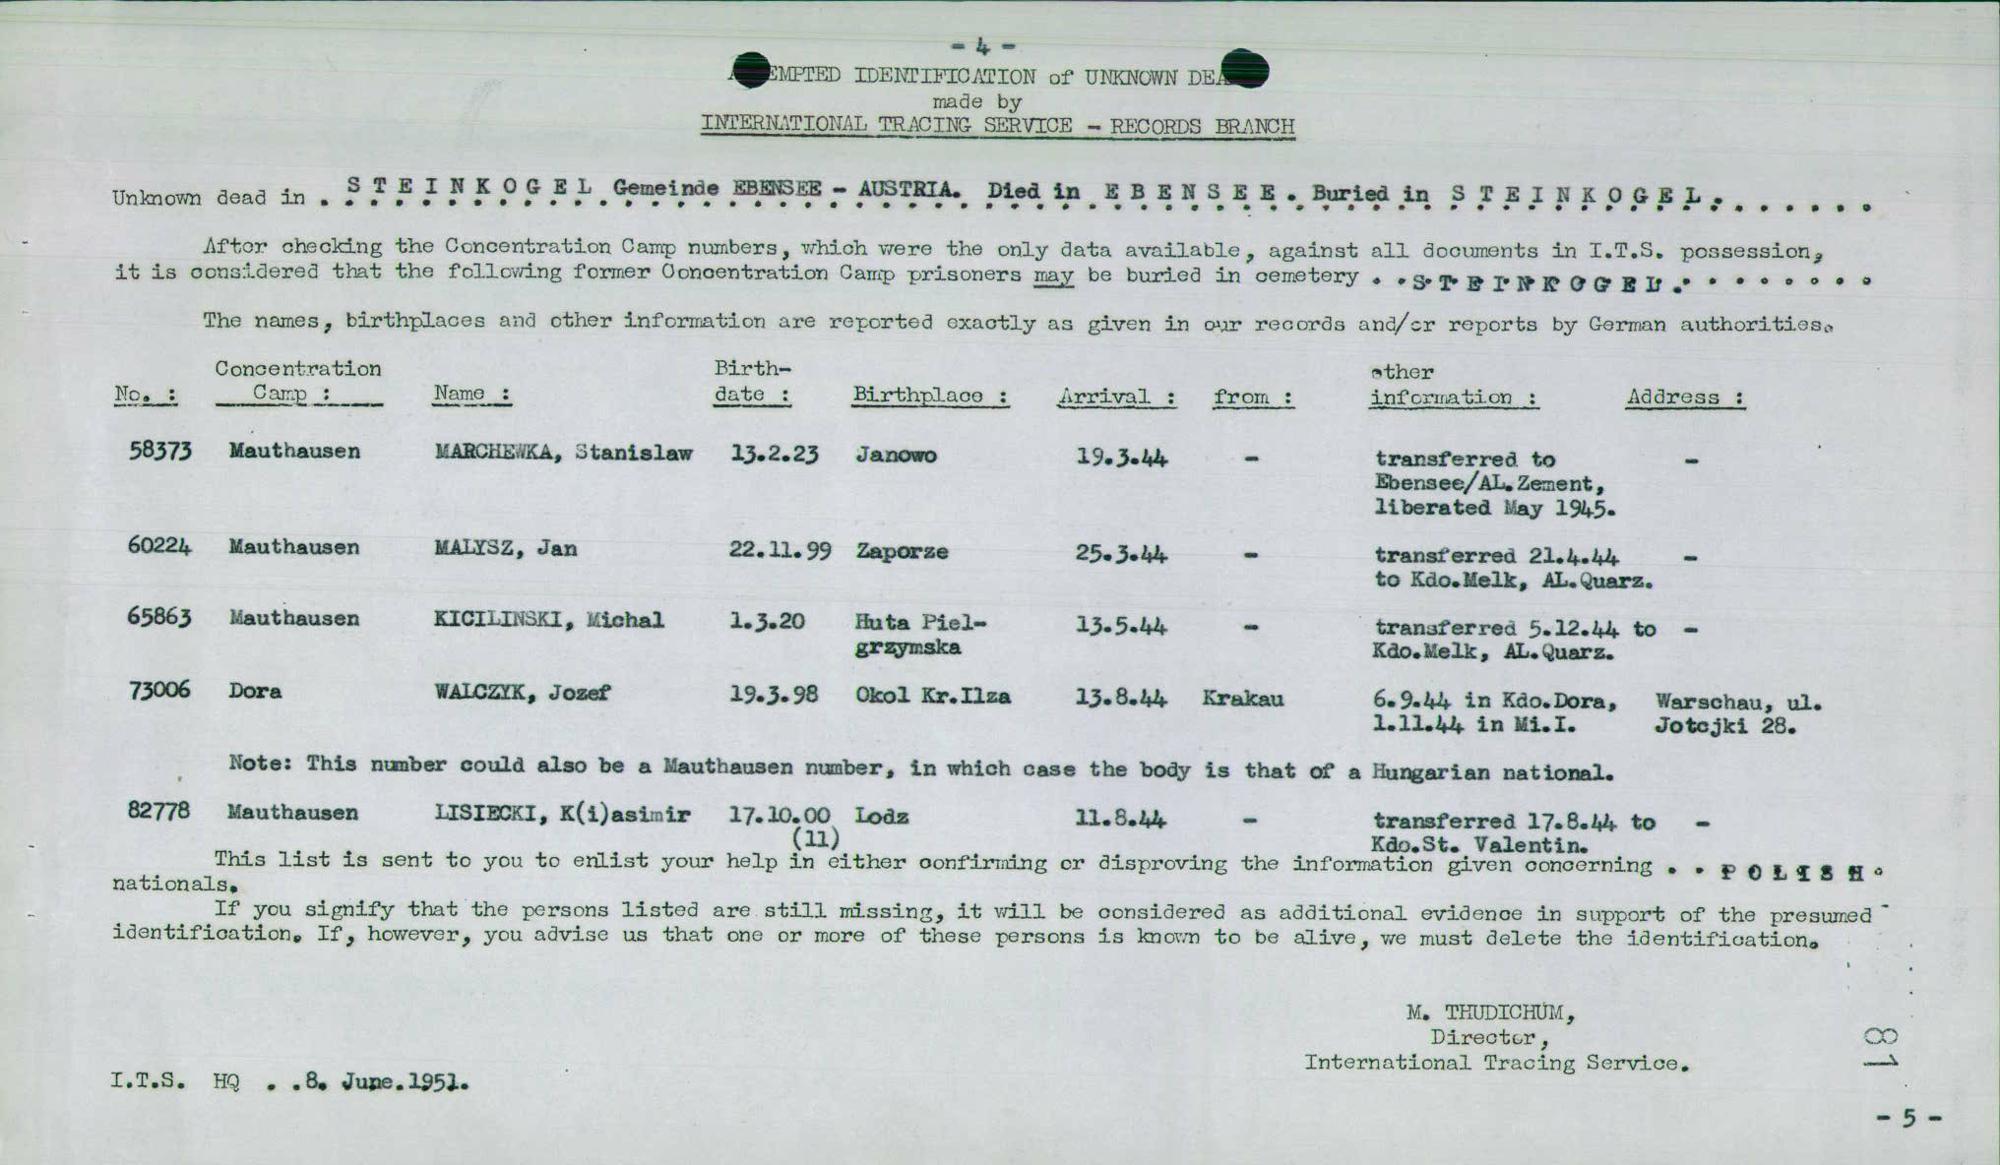 - 4 -
EMPTED IDENTIFICATION of UNKNOWN DEA
made by
INTERNATIONAL TRACING SERVICE - RECORDS BRANCH
Unknown dead in . S T E I N K O G E L Gemeinde EBENSEE - AUSTRIA. Died in E B E N S E E . Buried in S T E I N K O G E L . . . . . . . .
After checking the Concentration Camp numbers, which were the only data available, against all documents in I.T.S. possession,
it is considered that the following former Concentration Camp prisoners may be buried in cemetery . . S T E I N K O G E L . . . . . . . . .
The names, birthplaces and other information are reported exactly as given in our records and/or reports by German authorities.
Concentration Birth- other
No. : Camp : Name : date : Birthplace : Arrival : from : information : Address :
58373 Mauthausen MARCHEWKA, Stanislaw 13.2.23 Janowo 19.3.44 - transferred to -
Ebensee/AL.Zement,
liberated May 1945.
60224 Mauthausen MALYSZ, Jan 22.11.99 Zaporze 25.3.44 - transferred 21.4.44 -
to Kdo.Melk, AL.Quarz.
65863 Mauthausen KICILINSKI, Michal 1.3.20 Huta Piel- 13.5.44 - transferred 5.12.44 to -
grzymska Kdo.Melk, AL.Quarz.
73006 Dora WALCZYK, Jozef 19.3.98 Okol Kr.Ilza 13.8.44 Krakau 6.9.44 in Kdo.Dora, Warschau, ul.
1.11.44 in Mi.I. Jotcjki 28.
Note: This number could also be a Mauthausen number, in which case the body is that of a Hungarian national.
82778 Mauthausen LISIECKI, K(i)asimir 17.10.00 Lodz 11.8.44 - transferred 17.8.44 to -
(11) Kdo.St. Valentin.
This list is sent to you to enlist your help in either confirming or disproving the information given concerning . . P O L I S H .
nationals.
If you signify that the persons listed are still missing, it will be considered as additional evidence in support of the presumed
identification. If, however, you advise us that one or more of these persons is known to be alive, we must delete the identification.
M. THUDICHUM,
Director,
International Tracing Service.
I.T.S. HQ . .8. June.1951.
18
- 5 -